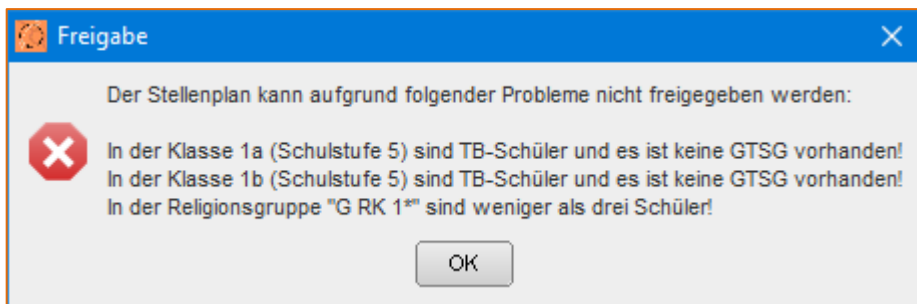 Freigabe
Der Stellenplan kann aufgrund folgender Probleme nicht freigegeben werden:
In der Klasse 1a (Schulstufe 5) sind TB-Schüler und es ist keine GTSG vorhanden!
In der Klasse 1b (Schulstufe 5) sind TB-Schüler und es ist keine GTSG vorhanden!
In der Religionsgruppe "G RK 1*" sind weniger als drei Schüler!
OK